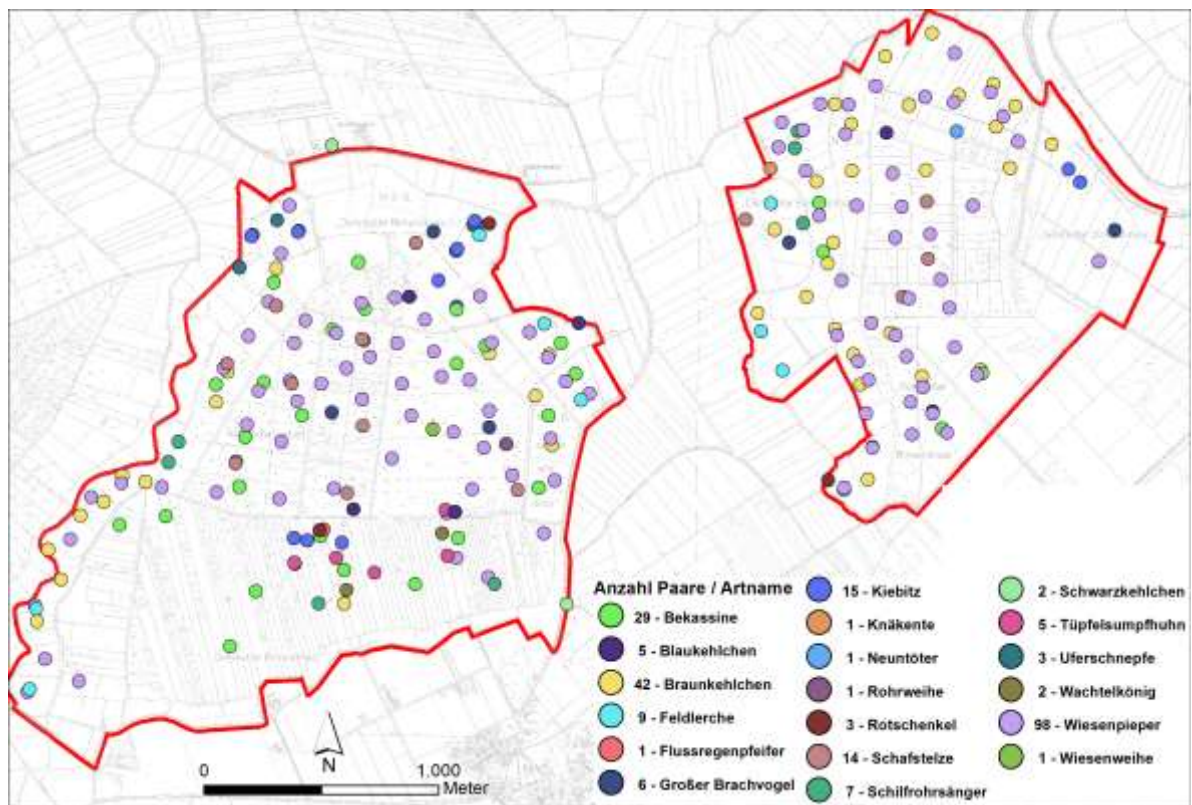 Anzahl Paare / Artname
29 - Bekassine
5 - Blaukehlchen
42 - Braunkehlchen
9 - Feldlerche
1 - Flussregenpfeifer
6 - Großer Brachvogel
15 - Kiebitz
1 - Knäkente
1 - Neuntöter
1 - Rohrweihe
3 - Rotschenkel
14 - Schafstelze
7 - Schilfrohrsänger
2 - Schwarzkehlchen
5 - Tüpfelsumpfhuhn
3 - Uferschnepfe
2 - Wachtelkönig
98 - Wiesenpieper
1 - Wiesenweihe
0
1.000
Meter
N